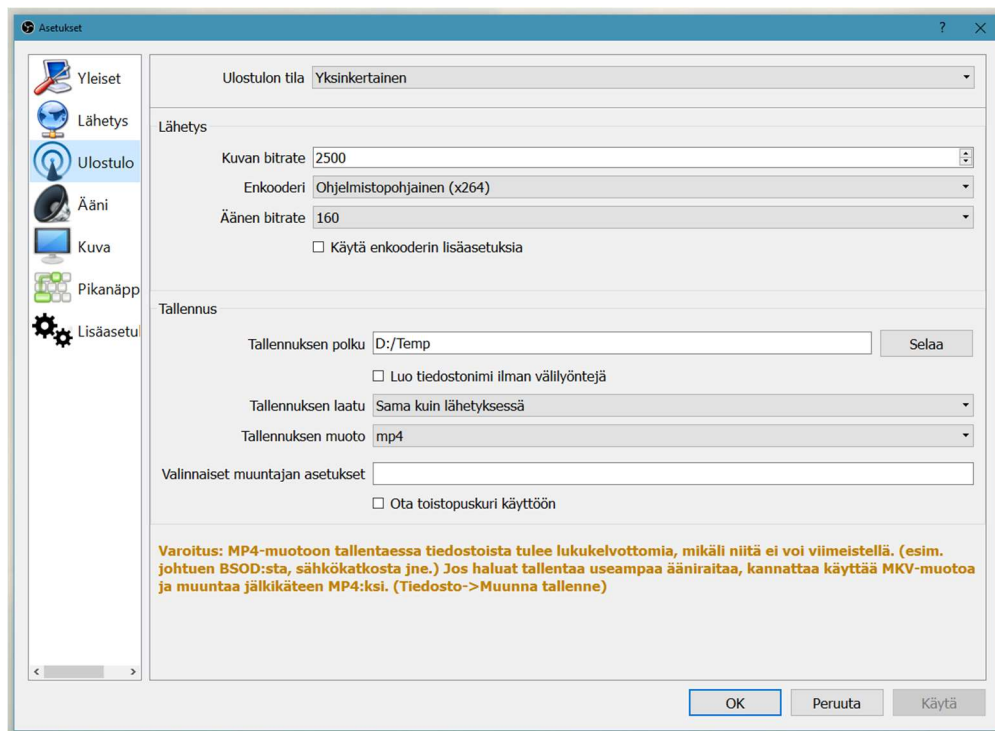 Asetukset
Yleiset
Lähetys
Ulostulo
Ääni
Kuva
Pikanäpp
Lisäasetu
Ulostulon tila Yksinkertainen
Lähetys
Kuvan bitrate 2500
Enkooderi Ohjelmistopohjainen (x264)
Äänen bitrate 160
Käytä enkooderin lisäasetuksia
Tallennus
Tallennuksen polku D:/Temp Selaa
Luo tiedostonimi ilman välilyöntejä
Tallennuksen laatu Sama kuin lähetyksessä
Tallennuksen muoto mp4
Valinnaiset muuntajan asetukset
Ota toistopuskuri käyttöön
Varoitus: MP4-muotoon tallentaessa tiedostoista tulee lukukelvottomia, mikäli niitä ei voi viimeistellä. (esim.
johtuen BSOD:sta, sähkökatkosta jne.) Jos haluat tallentaa useampaa ääniraitaa, kannattaa käyttää MKV-muotoa
ja muuntaa jälkikäteen MP4:ksi. (Tiedosto->Muunna tallenne)
OK Peruuta Käytä